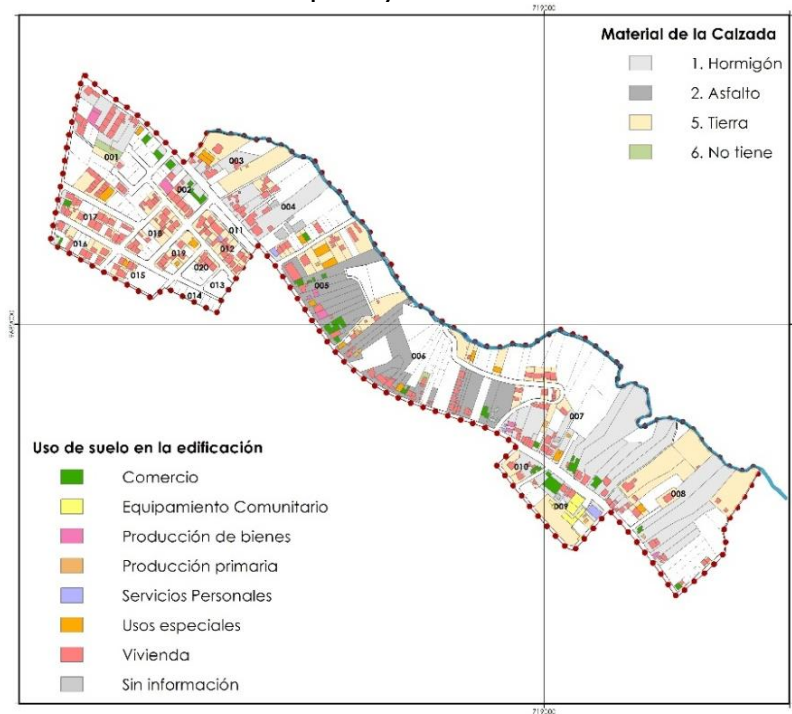 719000
Material de la Calzada
1. Hormigón
2. Asfalto
5. Tierra
6. No tiene
001
002
003
004
005
006
007
008
009
010
011
012
013
014
015
016
017
018
019
020
Uso de suelo en la edificación
Comercio
Equipamiento Comunitario
Producción de bienes
Producción primaria
Servicios Personales
Usos especiales
Vivienda
Sin información
719000